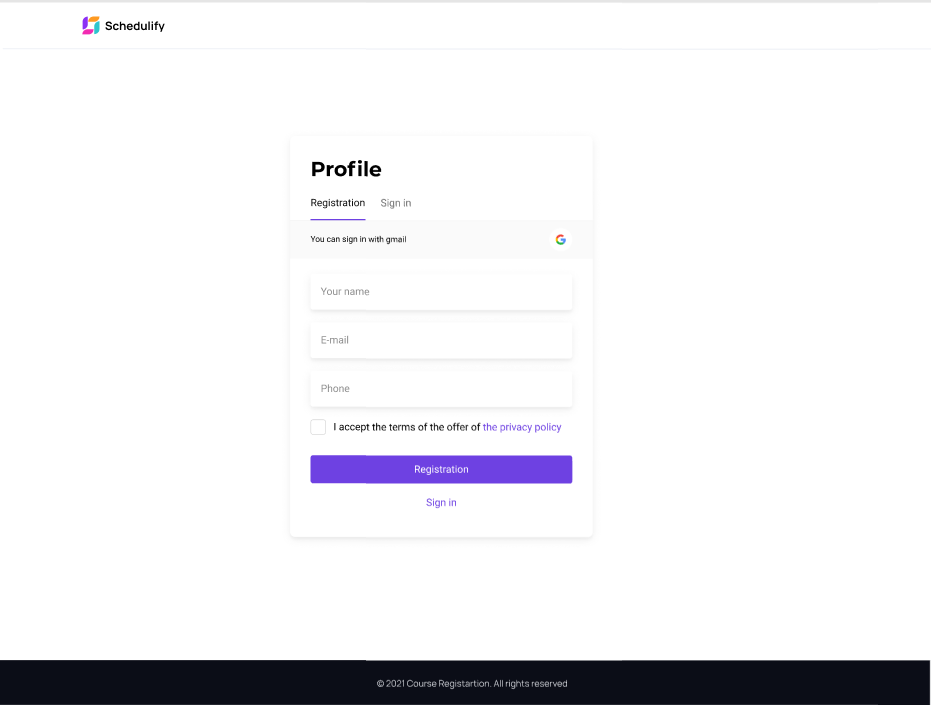 Schedulify
Profile
Registration Sign in
You can sign in with gmail
Your name
E-mail
Phone
I accept the terms of the offer of the privacy policy
Registration
Sign in
© 2021 Course Registartion. All rights reserved